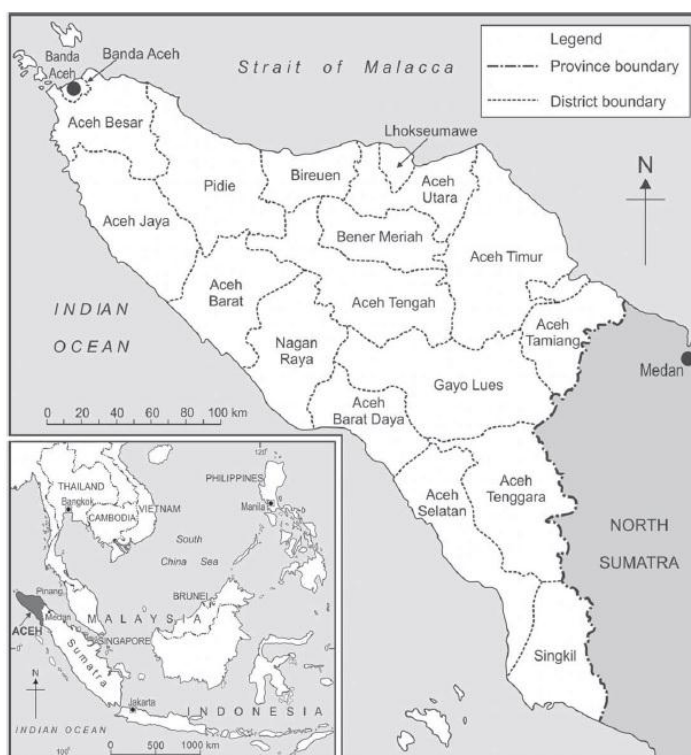 Legend
Province boundary
District boundary
Banda
Aceh
Banda Aceh
Strait of Malacca
Lhokseumawe
N
Aceh Besar
Pidie
Bireuen
Aceh
Utara
Aceh Jaya
Bener Meriah
Aceh Timur
Aceh
Barat
Aceh Tengah
INDIAN
OCEAN
Nagan
Raya
Aceh
Tamiang
Medan
Gayo Lues
Aceh
Barat Daya
0 20 40 60 80 100 km
Aceh
Selatan
Aceh
Tenggara
NORTH
SUMATRA
Singkil
120°
THAILAND
Bangkok
VIETNAM
CAMBODIA
PHILIPPINES
Manila
South
China Sea
Pinang
BRUNEI
MALAYSIA
Medan
ACEH
SINGAPORE
0°
0°
Sumatra
N
Jakarta
INDONESIA
INDIAN OCEAN
100°
0 500 1000 km